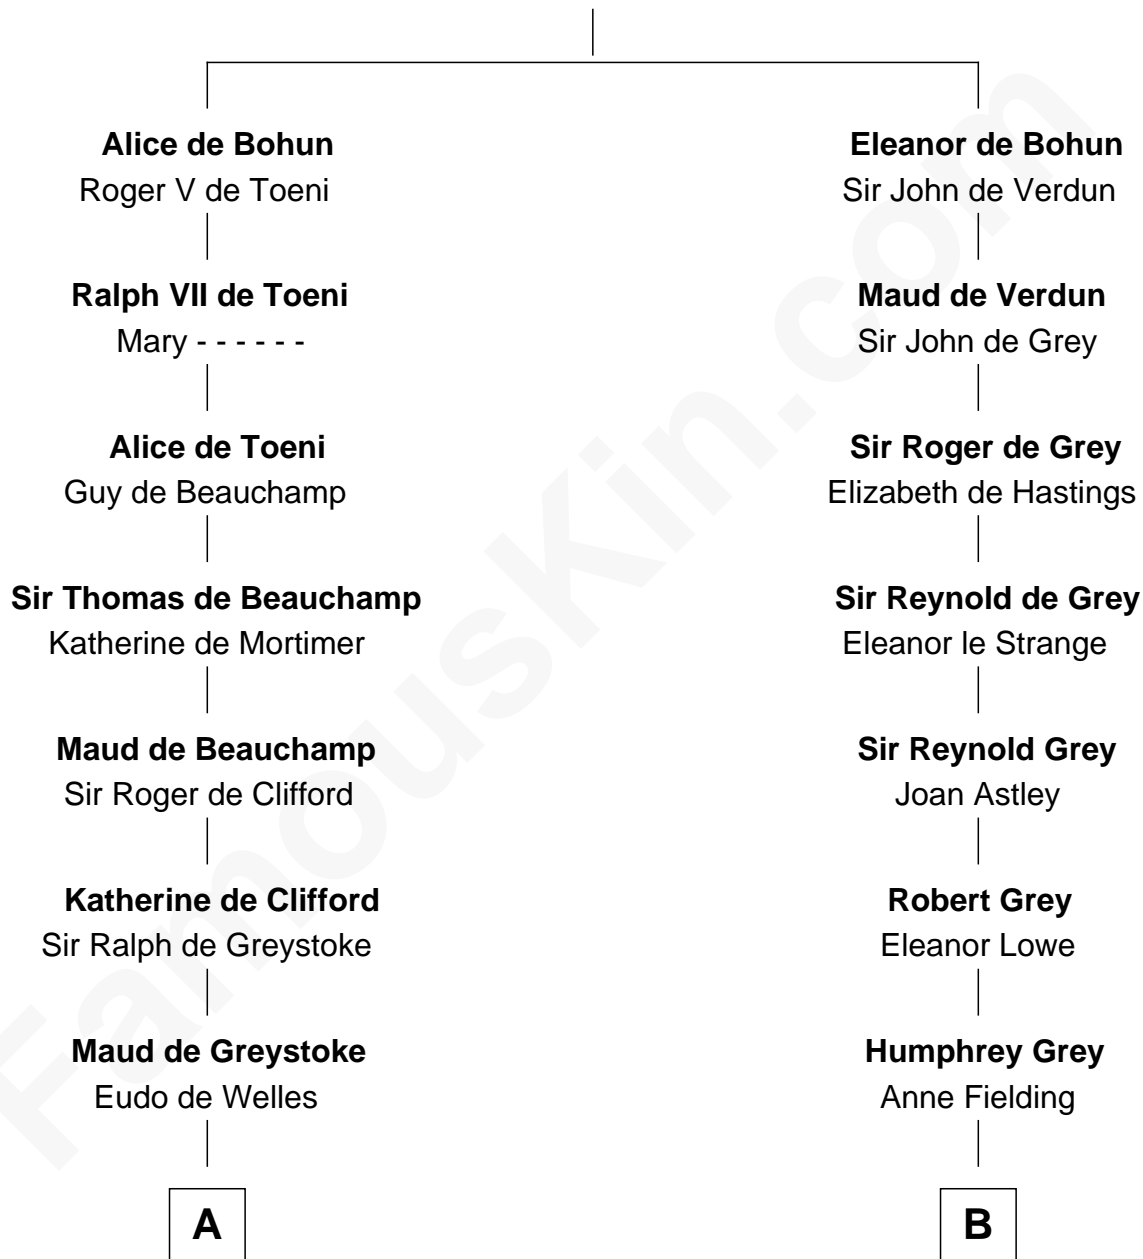 Alice de Bohun
Roger V de Toeni
Ralph VII de Toeni
Mary - - - - - -
Alice de Toeni
Guy de Beauchamp
Sir Thomas de Beauchamp
Katherine de Mortimer
Maud de Beauchamp
Sir Roger de Clifford
Katherine de Clifford
Sir Ralph de Greystoke
Maud de Greystoke
Eudo de Welles
A
Eleanor de Bohun
Sir John de Verdun
Maud de Verdun
Sir John de Grey
Sir Roger de Grey
Elizabeth de Hastings
Sir Reynold de Grey
Eleanor le Strange
Sir Reynold Grey
Joan Astley
Robert Grey
Eleanor Lowe
Humphrey Grey
Anne Fielding
B
FamousKin.com